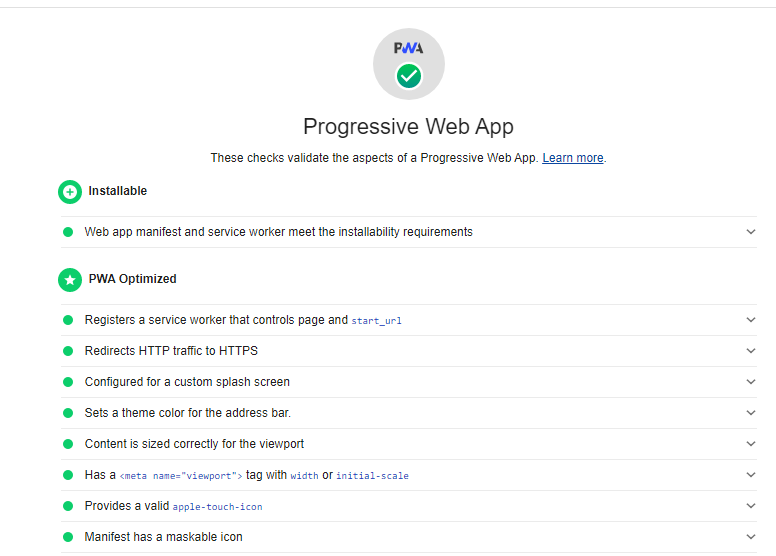 PWA
Progressive Web App
These checks validate the aspects of a Progressive Web App. Learn more.
Installable
Web app manifest and service worker meet the installability requirements
PWA Optimized
Registers a service worker that controls page and start_url
Redirects HTTP traffic to HTTPS
Configured for a custom splash screen
Sets a theme color for the address bar.
Content is sized correctly for the viewport
Has a <meta name="viewport"> tag with width or initial-scale
Provides a valid apple-touch-icon
Manifest has a maskable icon